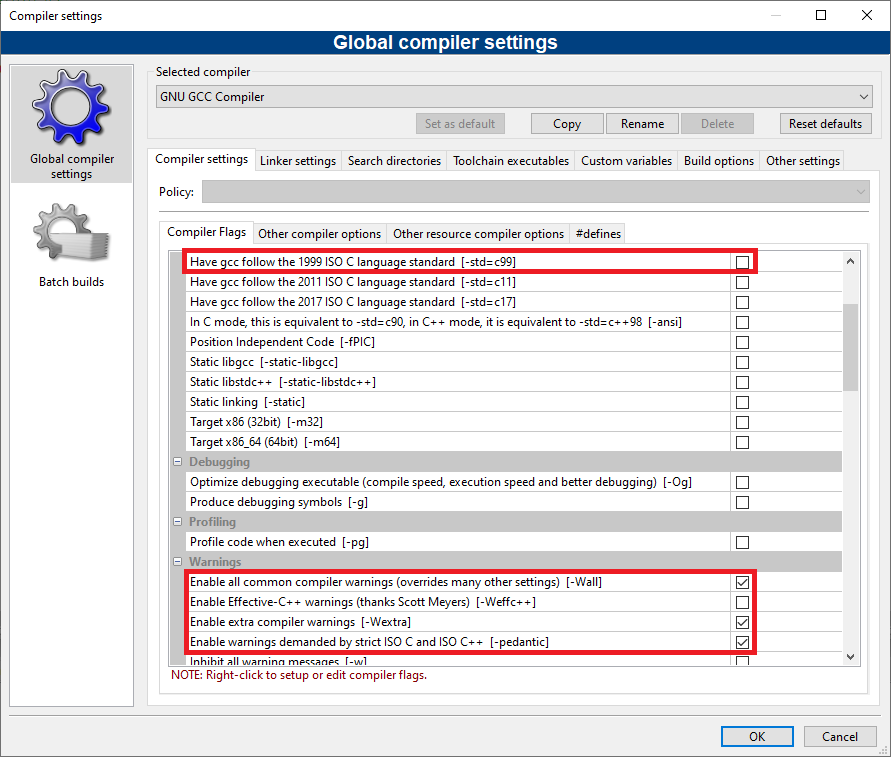 Compiler settings
Global compiler settings
Global compiler
settings
Batch builds
Selected compiler
GNU GCC Compiler
Set as default Copy Rename Delete Reset defaults
Compiler settings Linker settings Search directories Toolchain executables Custom variables Build options Other settings
Policy:
Compiler Flags Other compiler options Other resource compiler options #defines
Have gcc follow the 1999 ISO C language standard [-std=c99]
Have gcc follow the 2011 ISO C language standard [-std=c11]
Have gcc follow the 2017 ISO C language standard [-std=c17]
In C mode, this is equivalent to -std=c90, in C++ mode, it is equivalent to -std=c++98 [-ansi]
Position Independent Code [-fPIC]
Static libgcc [-static-libgcc]
Static libstdc++ [-static-libstdc++]
Static linking [-static]
Target x86 (32bit) [-m32]
Target x86_64 (64bit) [-m64]
Debugging
Optimize debugging executable (compile speed, execution speed and better debugging) [-Og]
Produce debugging symbols [-g]
Profiling
Profile code when executed [-pg]
Warnings
Enable all common compiler warnings (overrides many other settings) [-Wall]
Enable Effective-C++ warnings (thanks Scott Meyers) [-Weffc++]
Enable extra compiler warnings [-Wextra]
Enable warnings demanded by strict ISO C and ISO C++ [-pedantic]
Inhibit all warning messages [-w]
NOTE: Right-click to setup or edit compiler flags.
OK Cancel